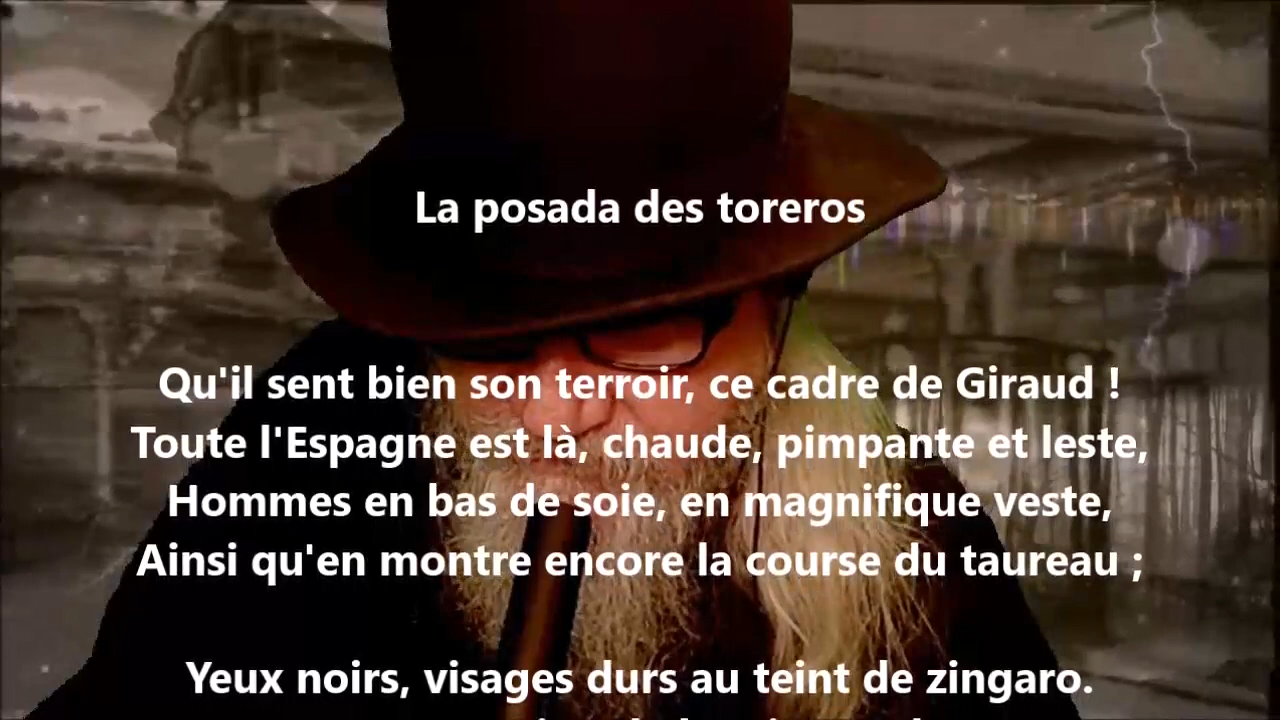 La posada des toreros
Qu'il sent bien son terroir, ce cadre de Giraud !
Toute l'Espagne est là, chaude, pimpante et leste,
Hommes en bas de soie, en magnifique veste,
Ainsi qu'en montre encore la course du taureau ;
Yeux noirs, visages durs au teint de zingaro.